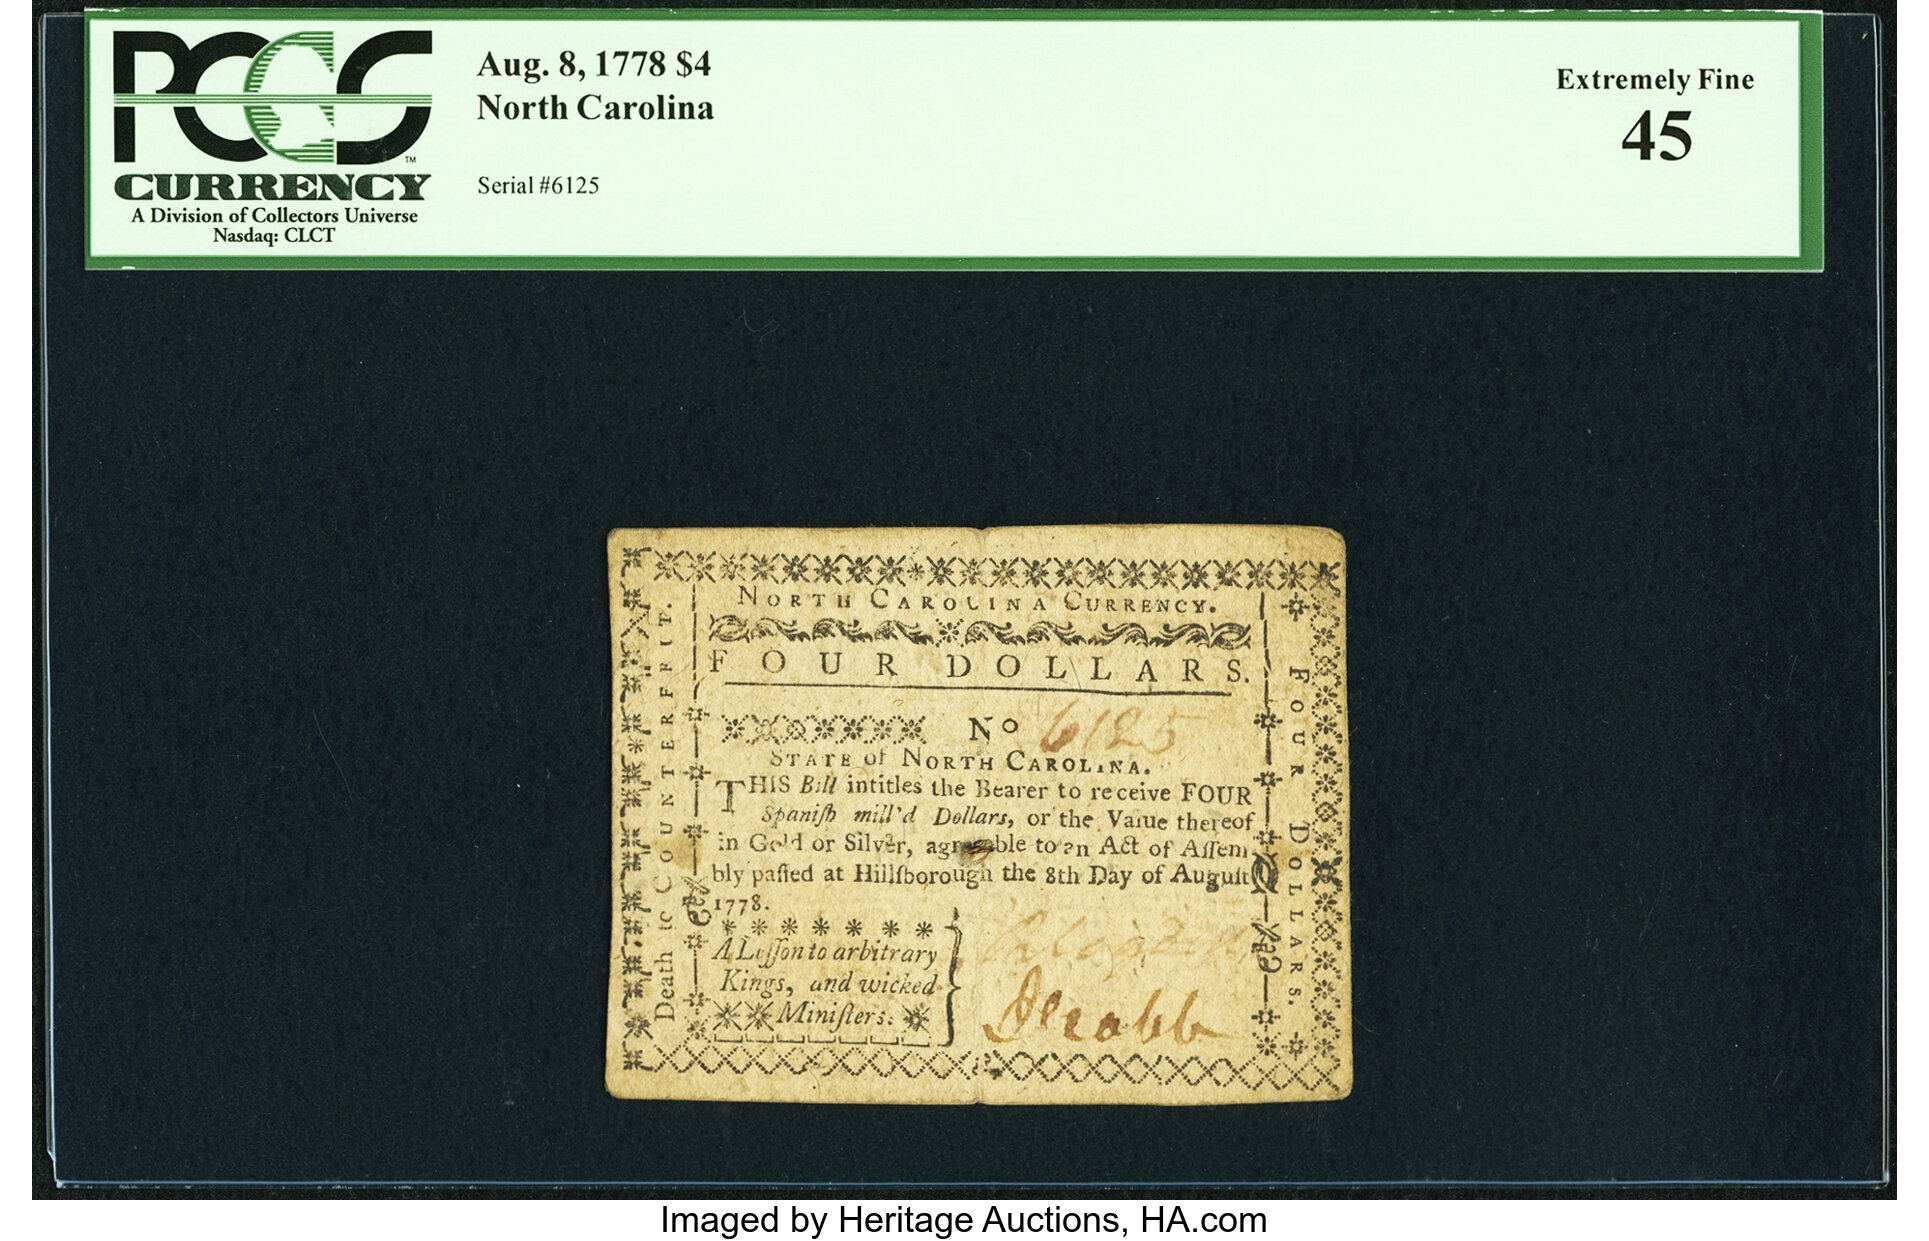 PCGS™
CURRENCY
A Division of Collectors Universe
Nasdaq: CLCT
Aug. 8, 1778 $4
North Carolina
Serial #6125
Extremely Fine
45
NORTH CAROLINA CURRENCY.
FOUR DOLLARS.
No 6125
STATE of NORTH CAROLINA.
THIS Bill intitles the Bearer to receive FOUR
Spaniſh mill'd Dollars, or the Value thereof
in Gold or Silver, agreeable to an Act of Aſſem
bly paſſed at Hillſborough the 8th Day of Auguſt
1778.
A Leſſon to arbitrary
Kings, and wicked
Miniſters.
Death to COUNTERFEIT.
FOUR DOLLARS.
Imaged by Heritage Auctions, HA.com